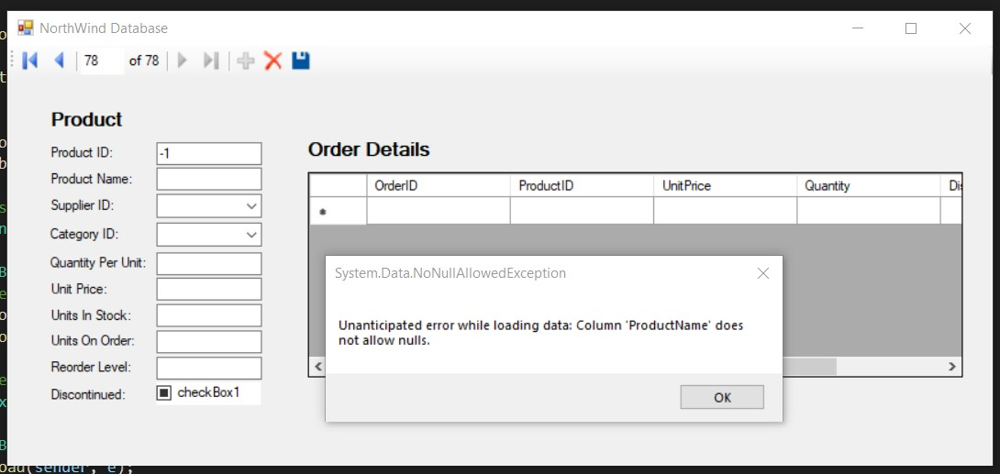 NorthWind Database
78 of 78
Product
Product ID: -1
Product Name:
Supplier ID:
Category ID:
Quantity Per Unit:
Unit Price:
Units In Stock:
Units On Order:
Reorder Level:
Discontinued: checkBox1
Order Details
OrderID ProductID UnitPrice Quantity
System.Data.NoNullAllowedException
Unanticipated error while loading data: Column 'ProductName' does
not allow nulls.
OK
oad(sender, e);